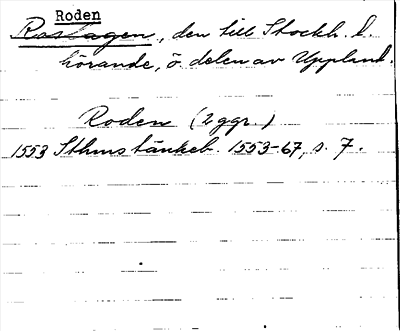 Roden
Roslagen, den till Stockh. l.
hörande, ö. delen av Uppland.
Roden (2 ggr.)
1553 Sthms tänkeb. 1553-67, s. 7.